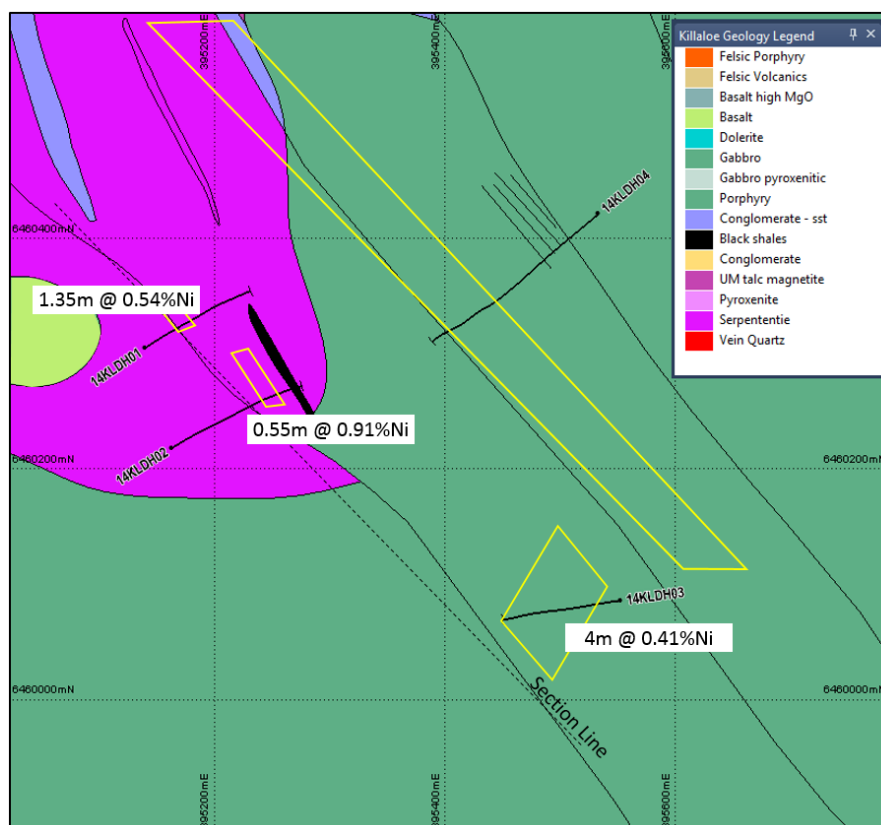 395200mE
395400mE
395600mE
Killaloe Geology Legend
Felsic Porphyry
Felsic Volcanics
Basalt high MgO
Basalt
Dolerite
Gabbro
Gabbro pyroxenitic
Porphyry
Conglomerate - sst
Black shales
Conglomerate
UM talc magnetite
Pyroxenite
Serpententie
Vein Quartz
14KLDH04
6460400mN
1.35m @ 0.54%Ni
14KLDH01
0.55m @ 0.91%Ni
14KLDH02
6460200mN
6460200mN
14KLDH03
4m @ 0.41%Ni
6460000mN
6460000mN
Section Line
395200mE
395400mE
395600mE